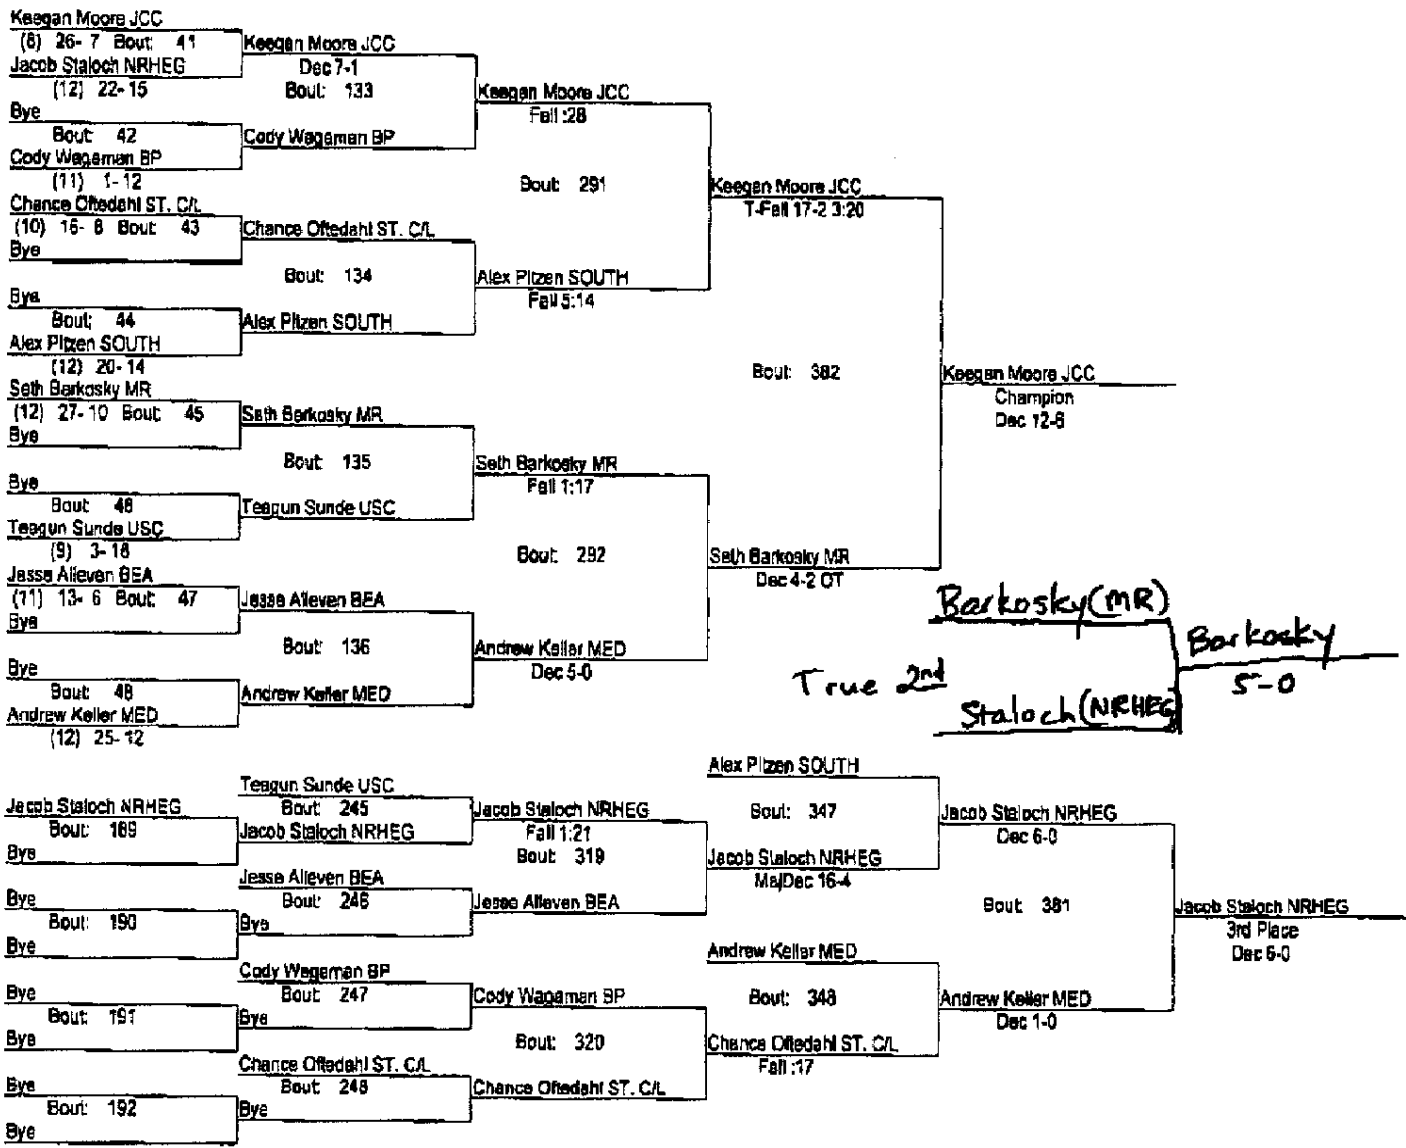 Keegan Moore JCC
(8) 26- 7 Bout: 41
Jacob Staloch NRHEG
(12) 22- 15
Bye
Bout: 42
Cody Wagaman BP
(11) 1- 12
Chance Oftedahl ST. C/L
(10) 16- 8 Bout: 43
Bye
Bye
Bout: 44
Alex Pitzen SOUTH
(12) 20- 14
Seth Barkosky MR
(12) 27- 10 Bout: 45
Bye
Bye
Bout: 46
Teagun Sunde USC
(9) 3- 18
Jesse Alleven BEA
(11) 13- 6 Bout: 47
Bye
Bye
Bout: 48
Andrew Keller MED
(12) 25- 12
Keegan Moore JCC
Dec 7-1
Bout: 133
Cody Wagaman BP
Chance Oftedahl ST. C/L
Bout: 134
Alex Pitzen SOUTH
Seth Barkosky MR
Bout: 135
Teagun Sunde USC
Jesse Alleven BEA
Bout: 136
Andrew Keller MED
Keegan Moore JCC
Fall :28
Bout: 291
Alex Pitzen SOUTH
Fall 5:14
Seth Barkosky MR
Fall 1:17
Bout: 292
Andrew Keller MED
Dec 5-0
Keegan Moore JCC
T-Fall 17-2 3:20
Bout: 382
Seth Barkosky MR
Dec 4-2 OT
Keegan Moore JCC
Champion
Dec 12-6
Barkosky (MR)
True 2nd
Staloch (NRHEG)
Barkosky
5-0
Jacob Staloch NRHEG
Bout: 189
Bye
Bye
Bout: 190
Bye
Bye
Bout: 191
Bye
Bye
Bout: 192
Bye
Teagun Sunde USC
Bout: 245
Jacob Staloch NRHEG
Jesse Alleven BEA
Bout: 246
Bye
Cody Wagaman BP
Bout: 247
Bye
Chance Oftedahl ST. C/L
Bout: 248
Bye
Jacob Staloch NRHEG
Fall 1:21
Bout: 319
Jesse Alleven BEA
Cody Wagaman BP
Bout: 320
Chance Oftedahl ST. C/L
Alex Pitzen SOUTH
Bout: 347
Jacob Staloch NRHEG
MajDec 16-4
Andrew Keller MED
Bout: 348
Chance Oftedahl ST. C/L
Fall :17
Jacob Staloch NRHEG
Dec 6-0
Bout: 381
Andrew Keller MED
Dec 1-0
Jacob Staloch NRHEG
3rd Place
Dec 6-0